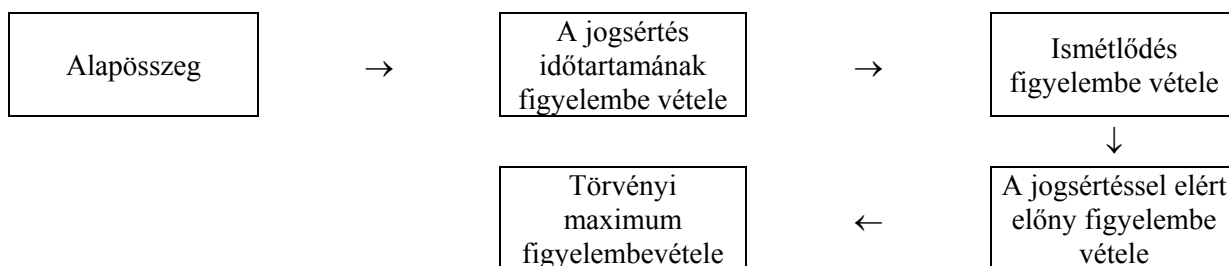 Alapösszeg
→
A jogsértés
időtartamának
figyelembe vétele
→
Ismétlődés
figyelembe vétele
↓
A jogsértéssel elért
előny figyelembe
vétele
←
Törvényi
maximum
figyelembevétele